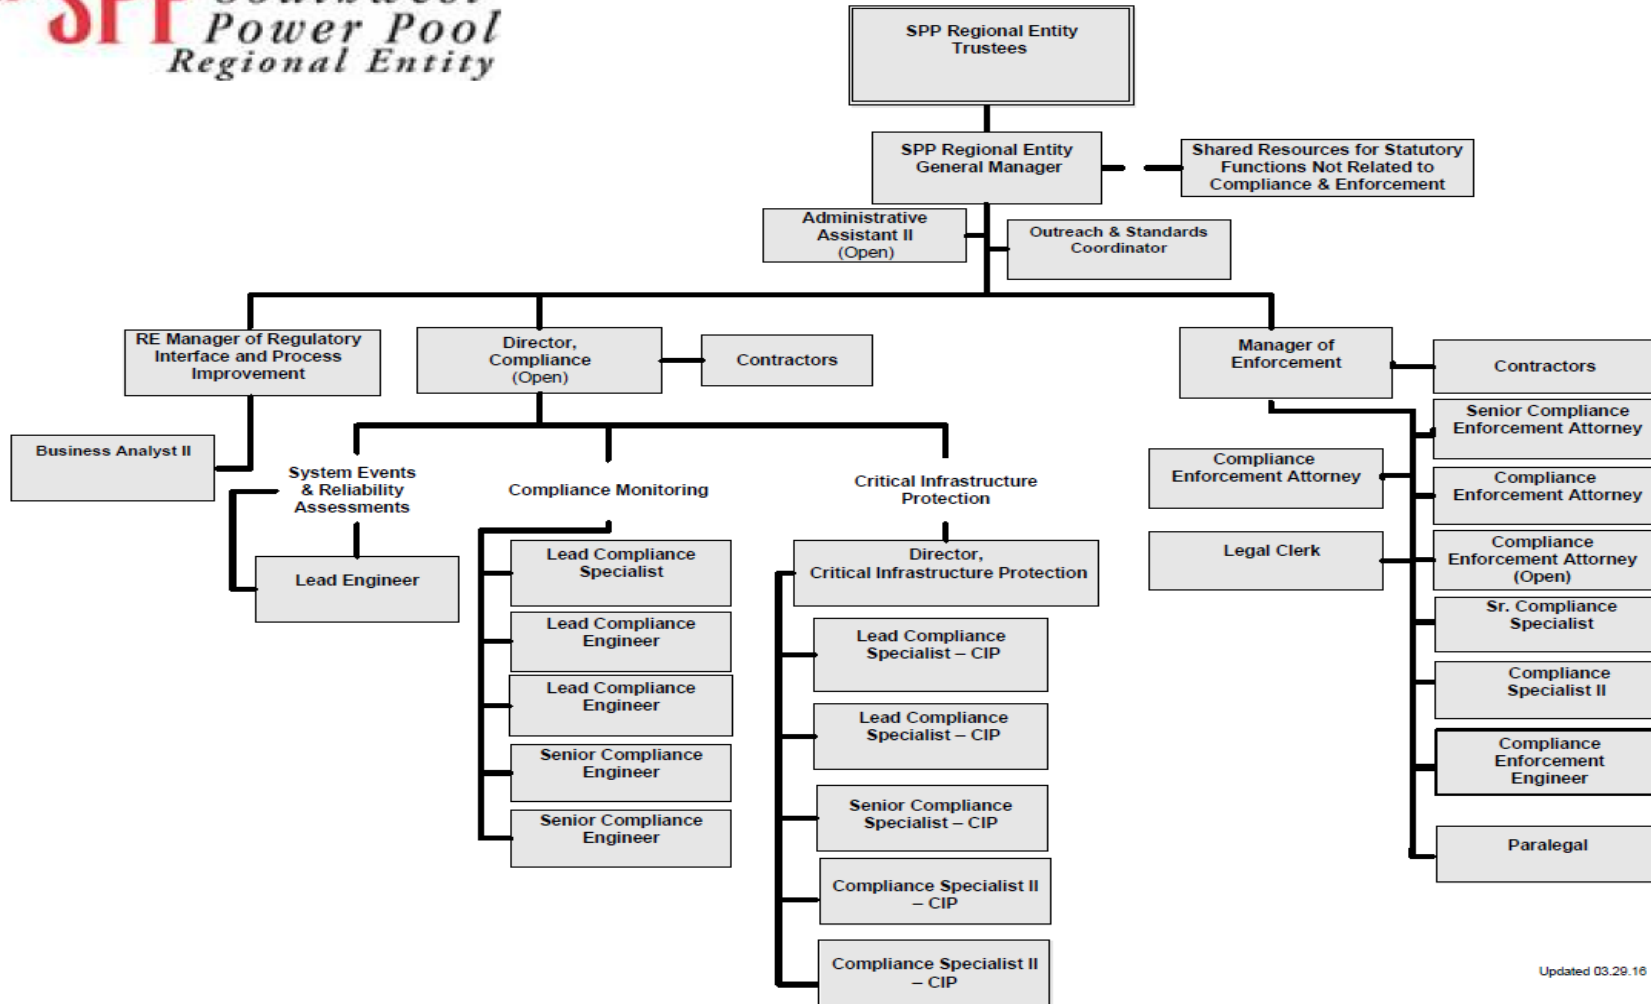 SPP Southwest
Power Pool
Regional Entity
SPP Regional Entity
Trustees
SPP Regional Entity
General Manager
Shared Resources for Statutory
Functions Not Related to
Compliance & Enforcement
Administrative
Assistant II
(Open)
Outreach & Standards
Coordinator
RE Manager of Regulatory
Interface and Process
Improvement
Director,
Compliance
(Open)
Contractors
Manager of
Enforcement
Contractors
Business Analyst II
System Events
& Reliability
Assessments
Lead Engineer
Compliance Monitoring
Lead Compliance
Specialist
Lead Compliance
Engineer
Lead Compliance
Engineer
Senior Compliance
Engineer
Senior Compliance
Engineer
Critical Infrastructure
Protection
Director,
Critical Infrastructure Protection
Lead Compliance
Specialist – CIP
Lead Compliance
Specialist – CIP
Senior Compliance
Specialist – CIP
Compliance Specialist II
– CIP
Compliance Specialist II
– CIP
Compliance
Enforcement Attorney
Legal Clerk
Senior Compliance
Enforcement Attorney
Compliance
Enforcement Attorney
Compliance
Enforcement Attorney
(Open)
Sr. Compliance
Specialist
Compliance
Specialist II
Compliance
Enforcement
Engineer
Paralegal
Updated 03.29.16